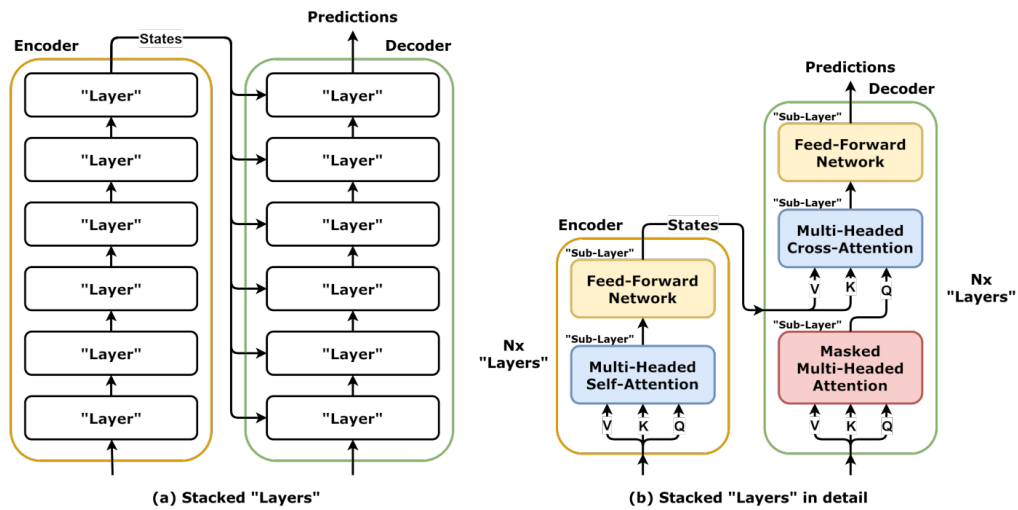 Predictions
Encoder
States
Decoder
"Layer"
"Layer"
"Layer"
"Layer"
"Layer"
"Layer"
"Layer"
"Layer"
"Layer"
"Layer"
"Layer"
"Layer"
(a) Stacked "Layers"
Predictions
Decoder
"Sub-Layer"
Feed-Forward
Network
"Sub-Layer"
Multi-Headed
Cross-Attention
V
K
Q
"Sub-Layer"
Masked
Multi-Headed
Attention
V
K
Q
Nx
"Layers"
Encoder
States
"Sub-Layer"
Feed-Forward
Network
"Sub-Layer"
Multi-Headed
Self-Attention
V
K
Q
Nx
"Layers"
(b) Stacked "Layers" in detail